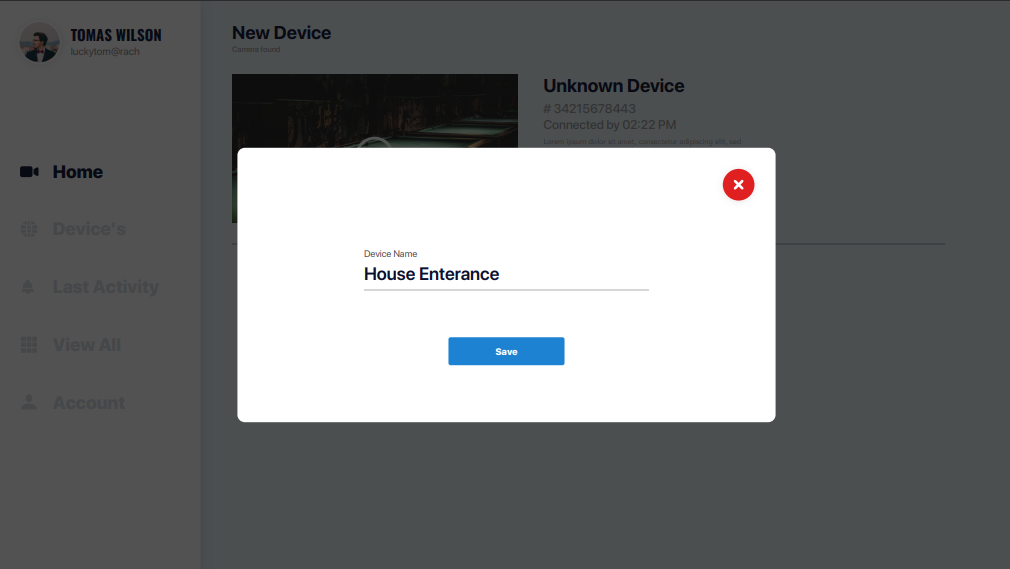 TOMAS WILSON
luckytom@rach
Home
Device's
Last Activity
View All
Account
New Device
Camera found
Unknown Device
# 34215678443
Connected by 02:22 PM
Lorem ipsum dolor sit amet, consectetur adipiscing elit, sed
Device Name
House Enterance
Save